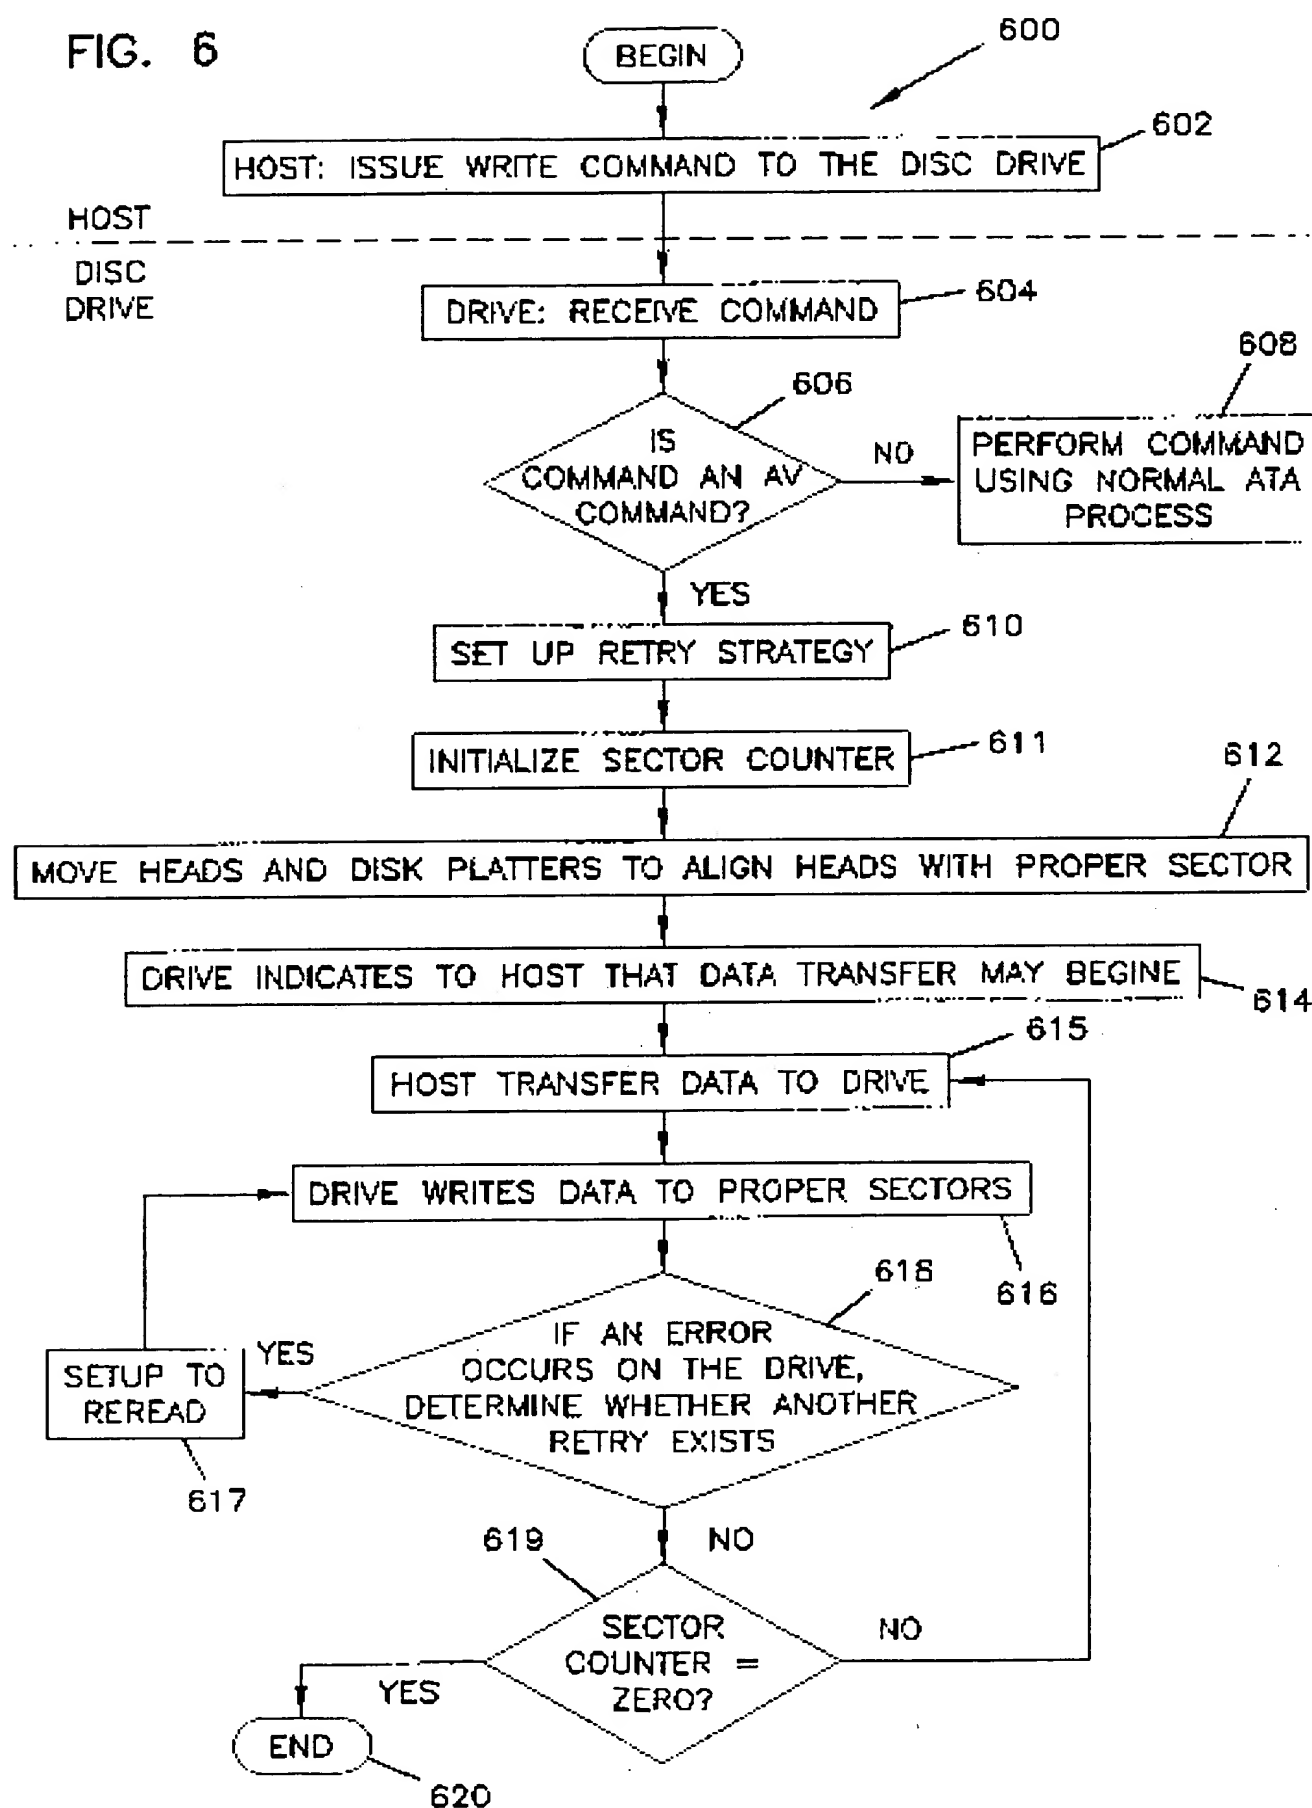 FIG. 6
BEGIN
600
602
HOST: ISSUE WRITE COMMAND TO THE DISC DRIVE
HOST
DISC
DRIVE
DRIVE: RECEIVE COMMAND
604
606
608
IS
COMMAND AN AV
COMMAND?
NO
PERFORM COMMAND
USING NORMAL ATA
PROCESS
YES
SET UP RETRY STRATEGY
610
INITIALIZE SECTOR COUNTER
611
612
MOVE HEADS AND DISK PLATTERS TO ALIGN HEADS WITH PROPER SECTOR
DRIVE INDICATES TO HOST THAT DATA TRANSFER MAY BEGINE
614
615
HOST TRANSFER DATA TO DRIVE
DRIVE WRITES DATA TO PROPER SECTORS
616
618
IF AN ERROR
OCCURS ON THE DRIVE,
DETERMINE WHETHER ANOTHER
RETRY EXISTS
YES
SETUP TO
REREAD
617
NO
619
SECTOR
COUNTER =
ZERO?
NO
YES
END
620